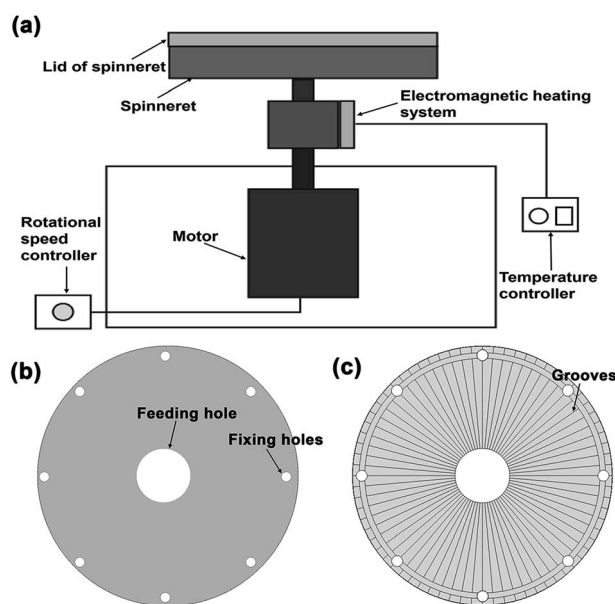 (a)
Lid of spinneret
Spinneret
Electromagnetic heating
system
Rotational
speed
controller
Motor
Temperature
controller
(b)
Feeding hole
Fixing holes
(c)
Grooves